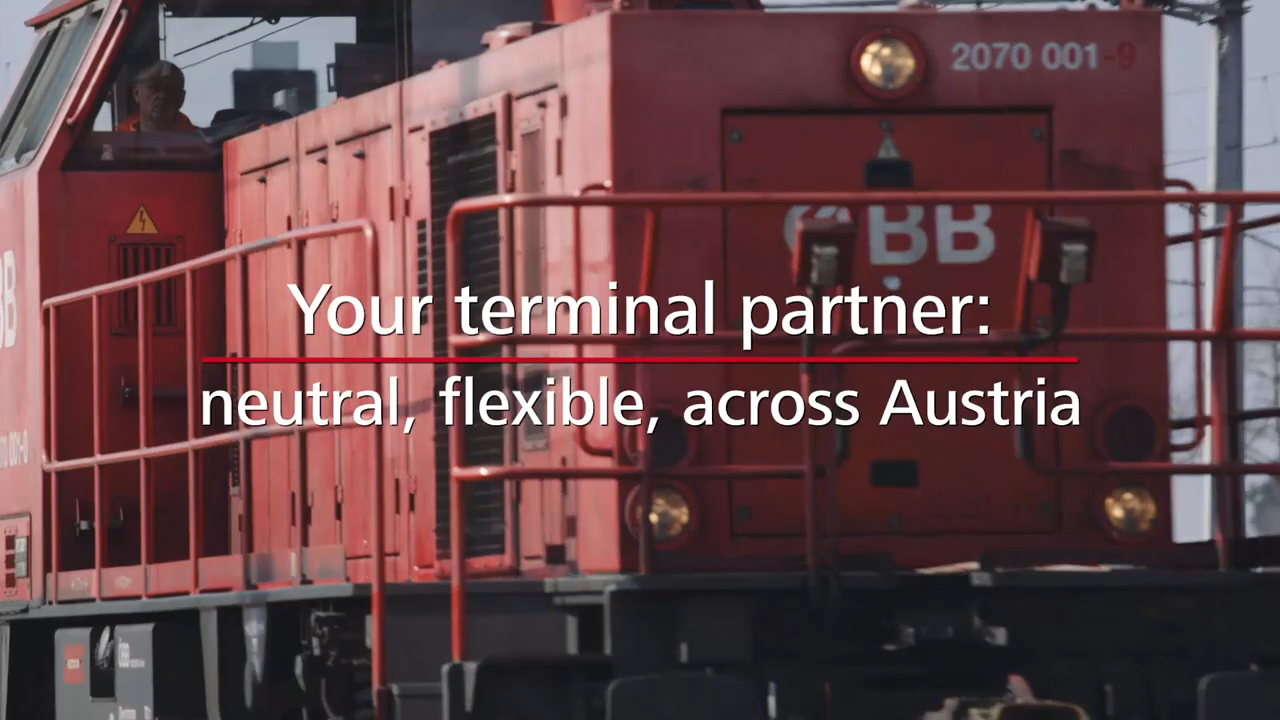 2070 001-9
ÖBB
Your terminal partner:
neutral, flexible, across Austria